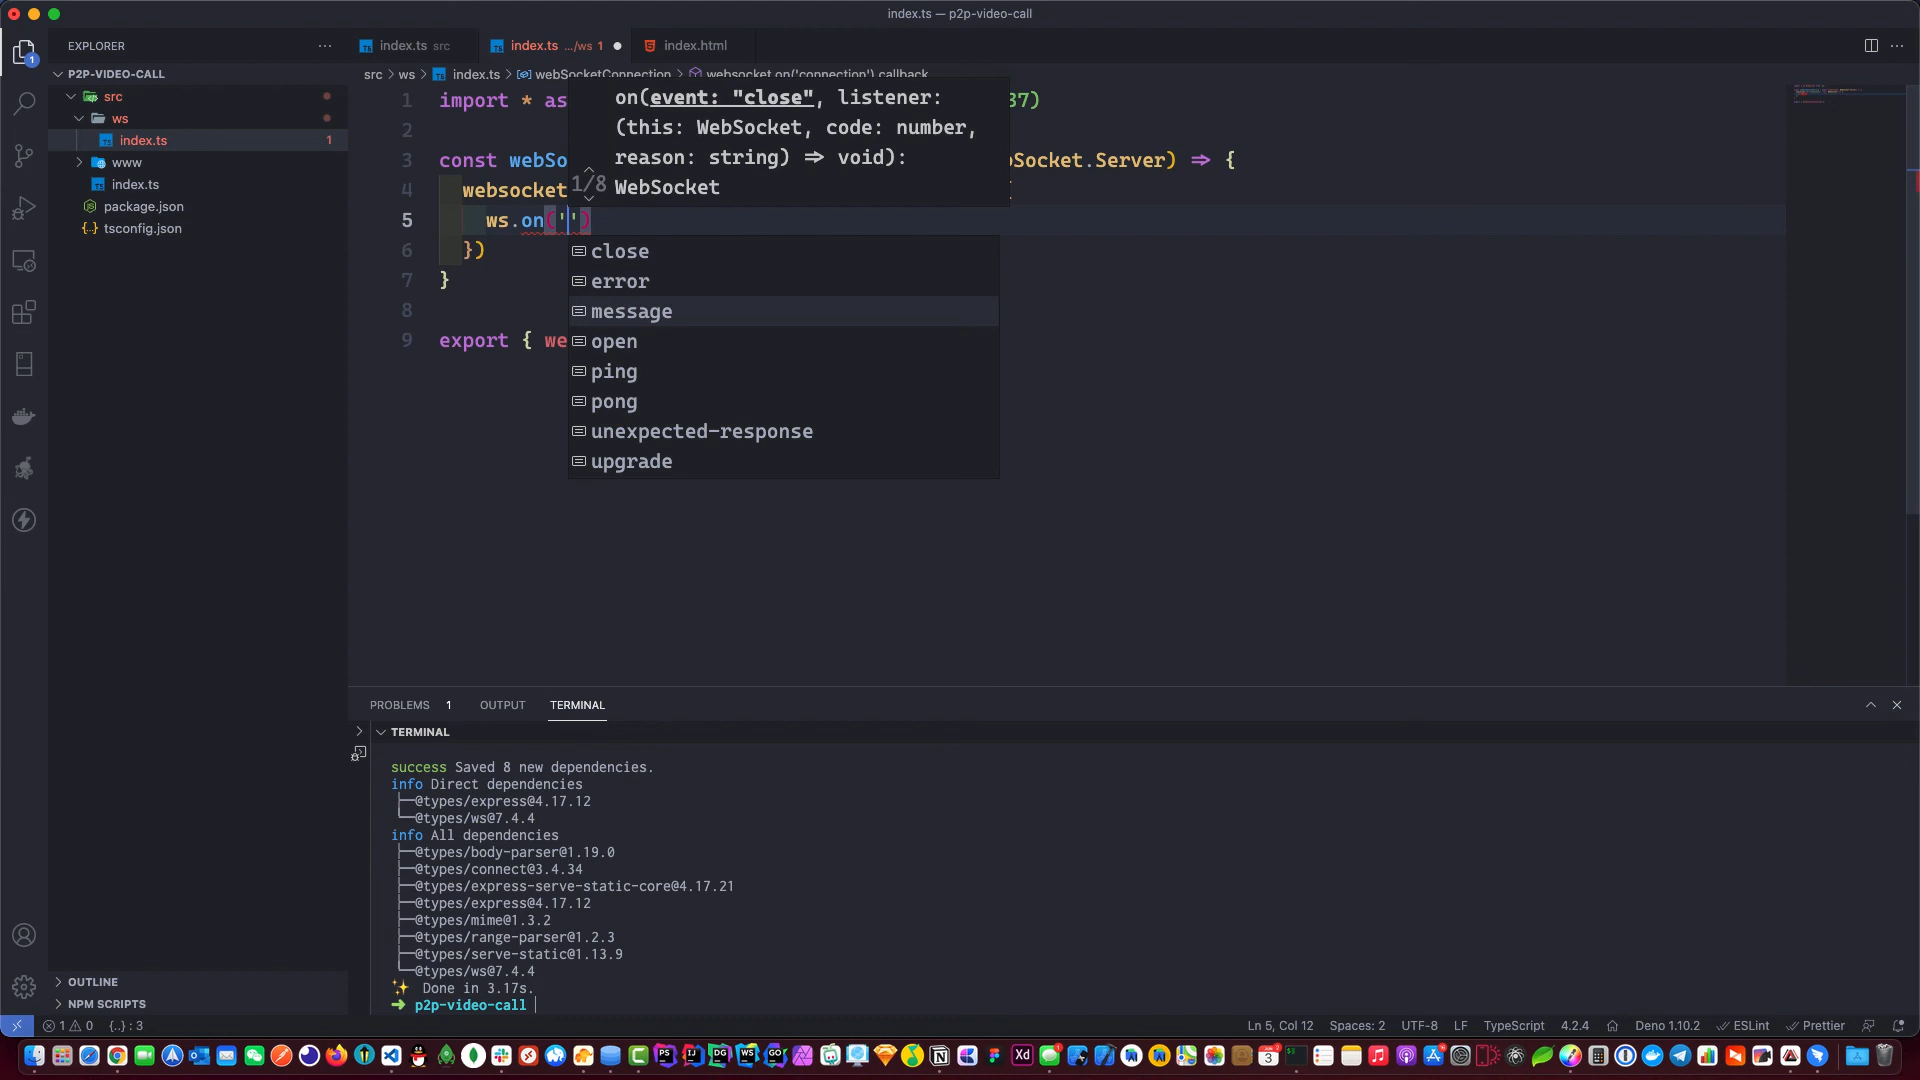 index.ts — p2p-video-call
EXPLORER
index.ts src
index.ts .../ws 1
index.html
P2P-VIDEO-CALL
src
ws
index.ts 1
www
index.ts
package.json
tsconfig.json
OUTLINE
NPM SCRIPTS
src > ws > index.ts > webSocketConnection > websocket.on('connection') callback
1 import * as 37)
2
3 const webSo bSocket.Server) => {
4 websocket {
5 ws.on('')
6 })
7 }
8
9 export { we
on(event: "close", listener:
(this: WebSocket, code: number,
reason: string) => void):
1/8 WebSocket
close
error
message
open
ping
pong
unexpected-response
upgrade
PROBLEMS 1 OUTPUT TERMINAL
TERMINAL
success Saved 8 new dependencies.
info Direct dependencies
├─@types/express@4.17.12
└─@types/ws@7.4.4
info All dependencies
├─@types/body-parser@1.19.0
├─@types/connect@3.4.34
├─@types/express-serve-static-core@4.17.21
├─@types/express@4.17.12
├─@types/mime@1.3.2
├─@types/range-parser@1.2.3
├─@types/serve-static@1.13.9
└─@types/ws@7.4.4
✨ Done in 3.17s.
➜ p2p-video-call
1 0 {..} : 3
Ln 5, Col 12 Spaces: 2 UTF-8 LF TypeScript 4.2.4 Deno 1.10.2 ESLint Prettier